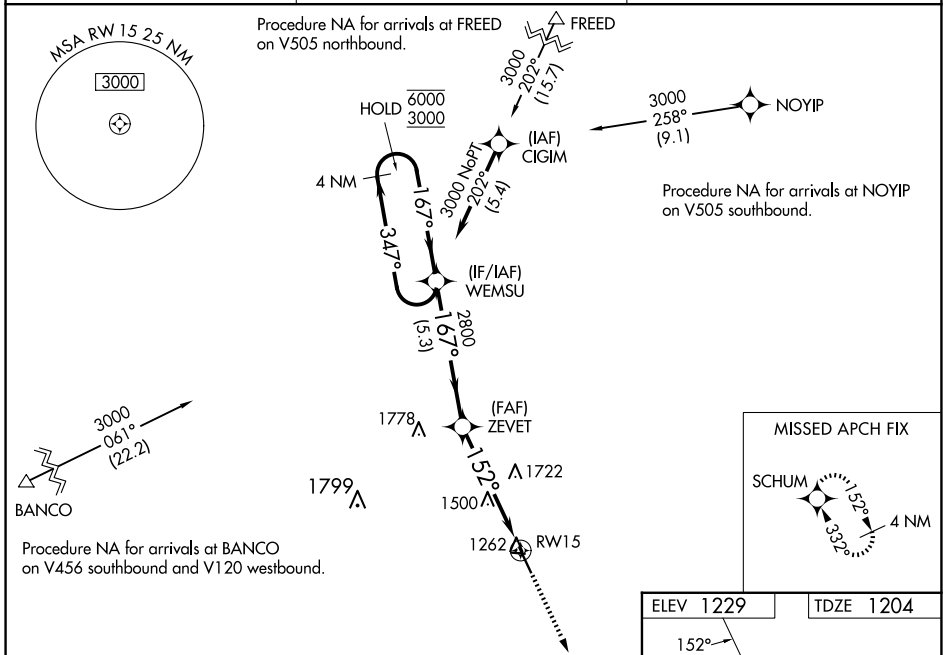 MSA RW 15 25 NM
3000
Procedure NA for arrivals at FREED
on V505 northbound.
FREED
3000
202°
(15.7)
HOLD
6000
3000
4 NM
167°
347°
(IAF)
CIGIM
3000 NoPT
202°
(5.4)
3000
258°
(9.1)
NOYIP
Procedure NA for arrivals at NOYIP
on V505 southbound.
(IF/IAF)
WEMSU
2800
167°
(5.3)
3000
061°
(22.2)
BANCO
Procedure NA for arrivals at BANCO
on V456 southbound and V120 westbound.
1778
(FAF)
ZEVET
152°
1722
1799
1500
1262
RW15
MISSED APCH FIX
SCHUM
152°
332°
4 NM
ELEV 1229
TDZE 1204
152°